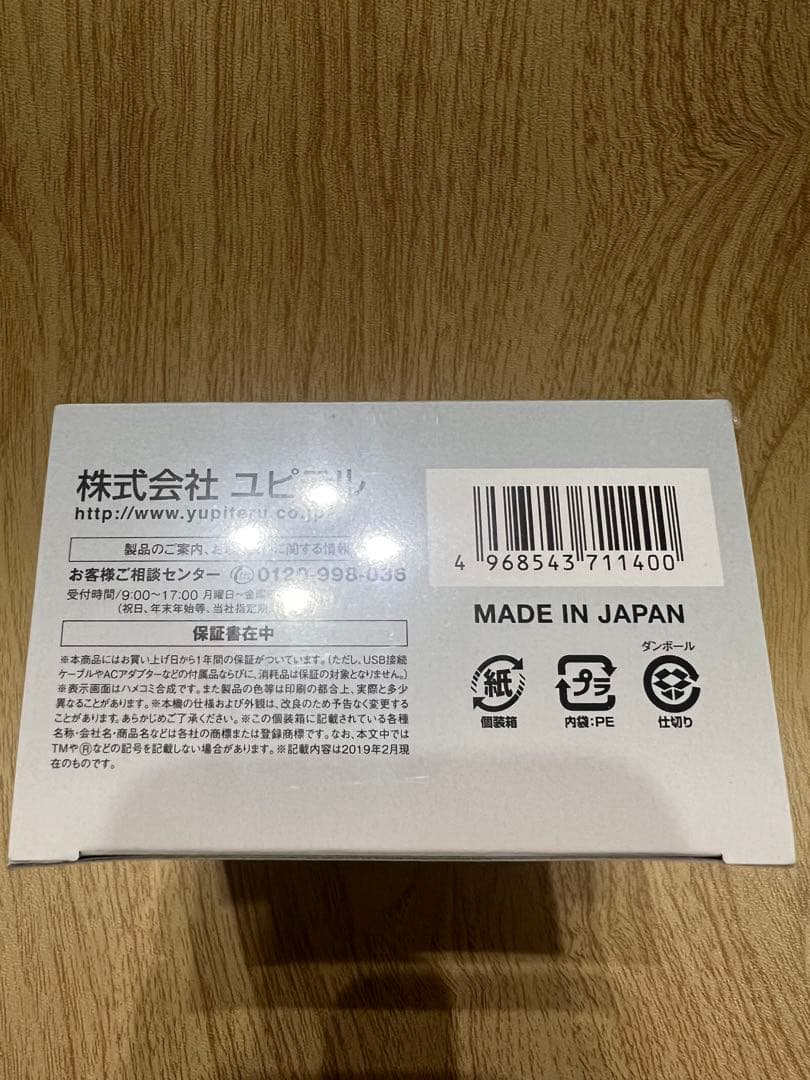 株式会社 ユピテル
http://www.yupiteru.co.jp
製品のご案内、お に関する情報
お客様ご相談センター 0120-998-036
受付時間/9:00〜17:00 月曜日〜金曜
(祝日、年末年始等、当社指定期
保証書在中
※本商品にはお買い上げ日から1年間の保証がついています。(ただし、USB接続
ケーブルやACアダプターなどの付属品ならびに、消耗品は保証の対象となりません。)
※表示画面はハメコミ合成です。また製品の色等は印刷の都合上、実際と多少
異なることがあります。※本機の仕様および外観は、改良のため予告なく変更する
ことがあります。あらかじめご了承ください。※この個装箱に記載されている各種
名称・会社名・商品名などは各社の商標または登録商標です。なお、本文中では
TMや®などの記号を記載しない場合があります。※記載内容は2019年2月現
在のものです。
4 968543 711400
MADE IN JAPAN
ダンボール
紙 プラ
個装箱 内袋:PE 仕切り